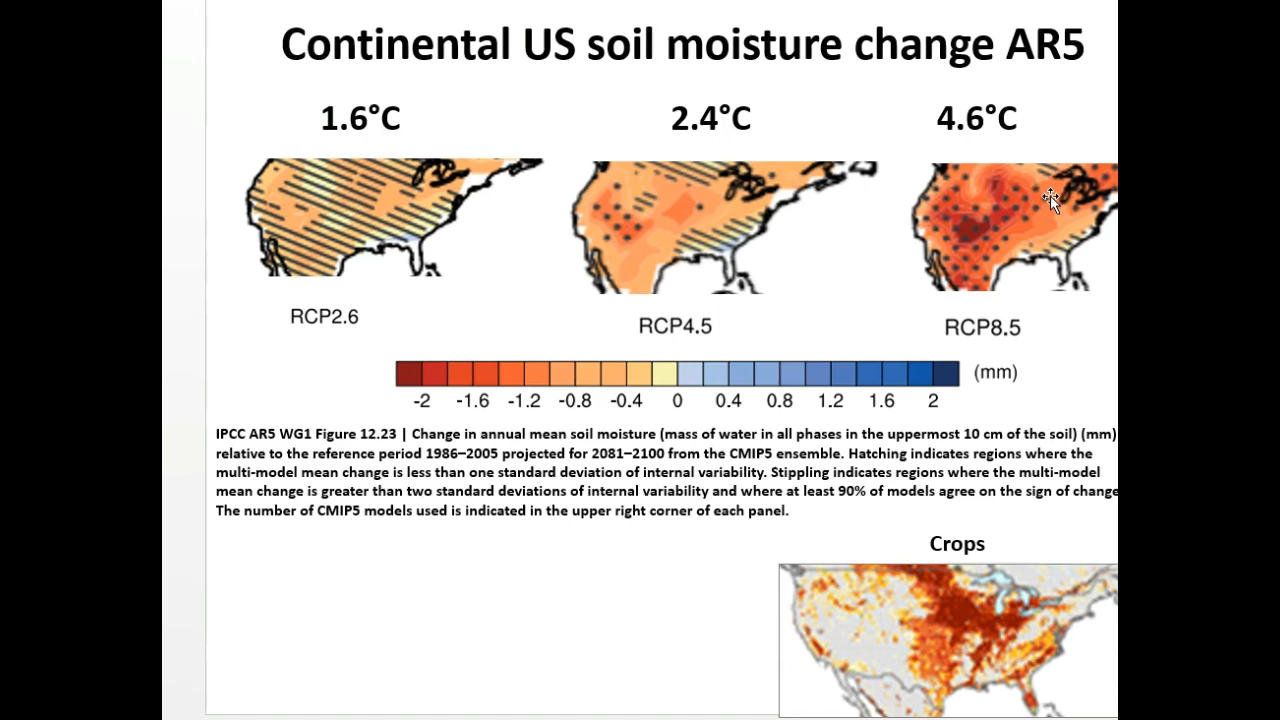 Continental US soil moisture change AR5
1.6°C 2.4°C 4.6°C
RCP2.6 RCP4.5 RCP8.5
(mm)
-2 -1.6 -1.2 -0.8 -0.4 0 0.4 0.8 1.2 1.6 2
IPCC AR5 WG1 Figure 12.23 | Change in annual mean soil moisture (mass of water in all phases in the uppermost 10 cm of the soil) (mm)
relative to the reference period 1986–2005 projected for 2081–2100 from the CMIP5 ensemble. Hatching indicates regions where the
multi-model mean change is less than one standard deviation of internal variability. Stippling indicates regions where the multi-model
mean change is greater than two standard deviations of internal variability and where at least 90% of models agree on the sign of change
The number of CMIP5 models used is indicated in the upper right corner of each panel.
Crops